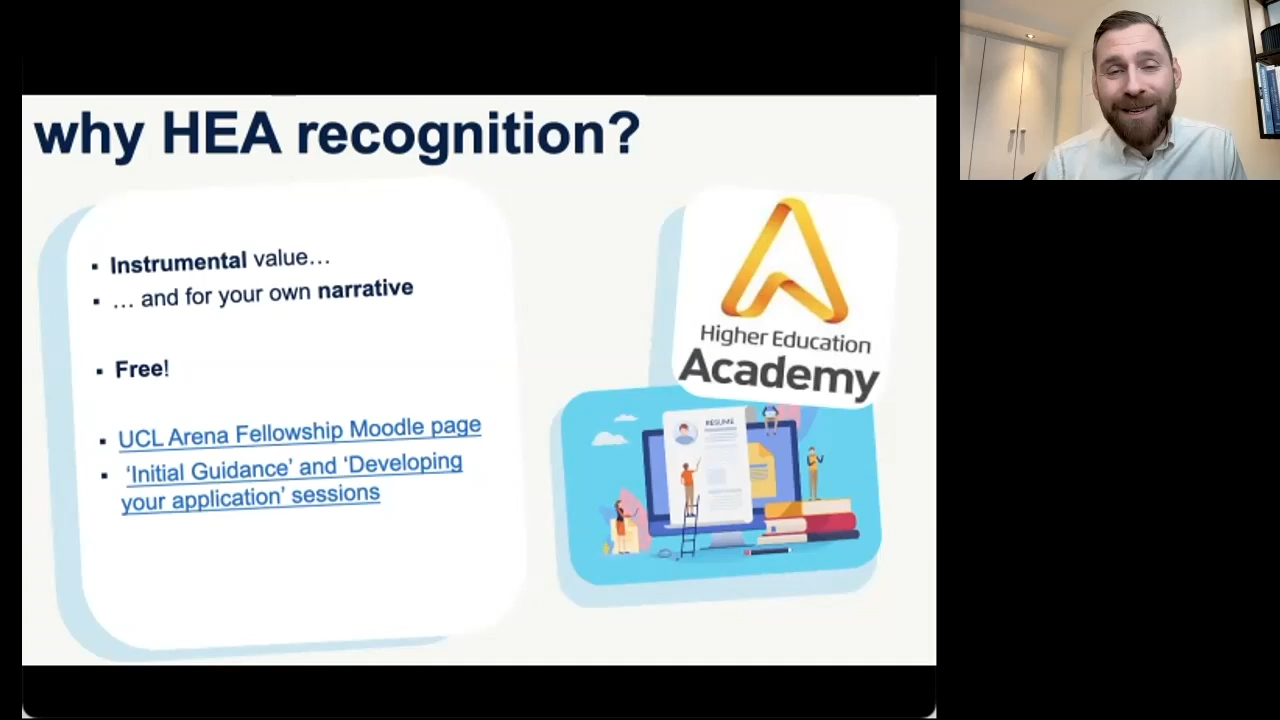 why HEA recognition?
▪ Instrumental value…
▪ … and for your own narrative
▪ Free!
▪ UCL Arena Fellowship Moodle page
▪ ‘Initial Guidance’ and ‘Developing
your application’ sessions
Higher Education
Academy
RESUME